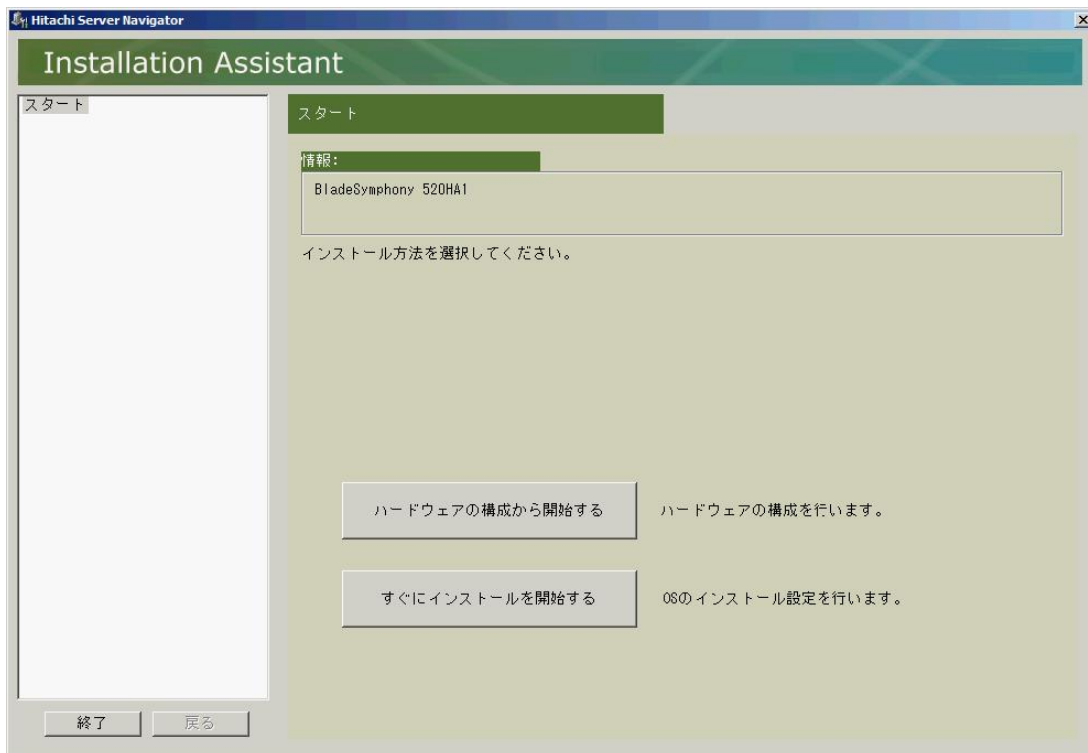 Hitachi Server Navigator
Installation Assistant
スタート
スタート
情報:
BladeSymphony 520HA1
インストール方法を選択してください。
ハードウェアの構成から開始する
ハードウェアの構成を行います。
すぐにインストールを開始する
OSのインストール設定を行います。
終了
戻る